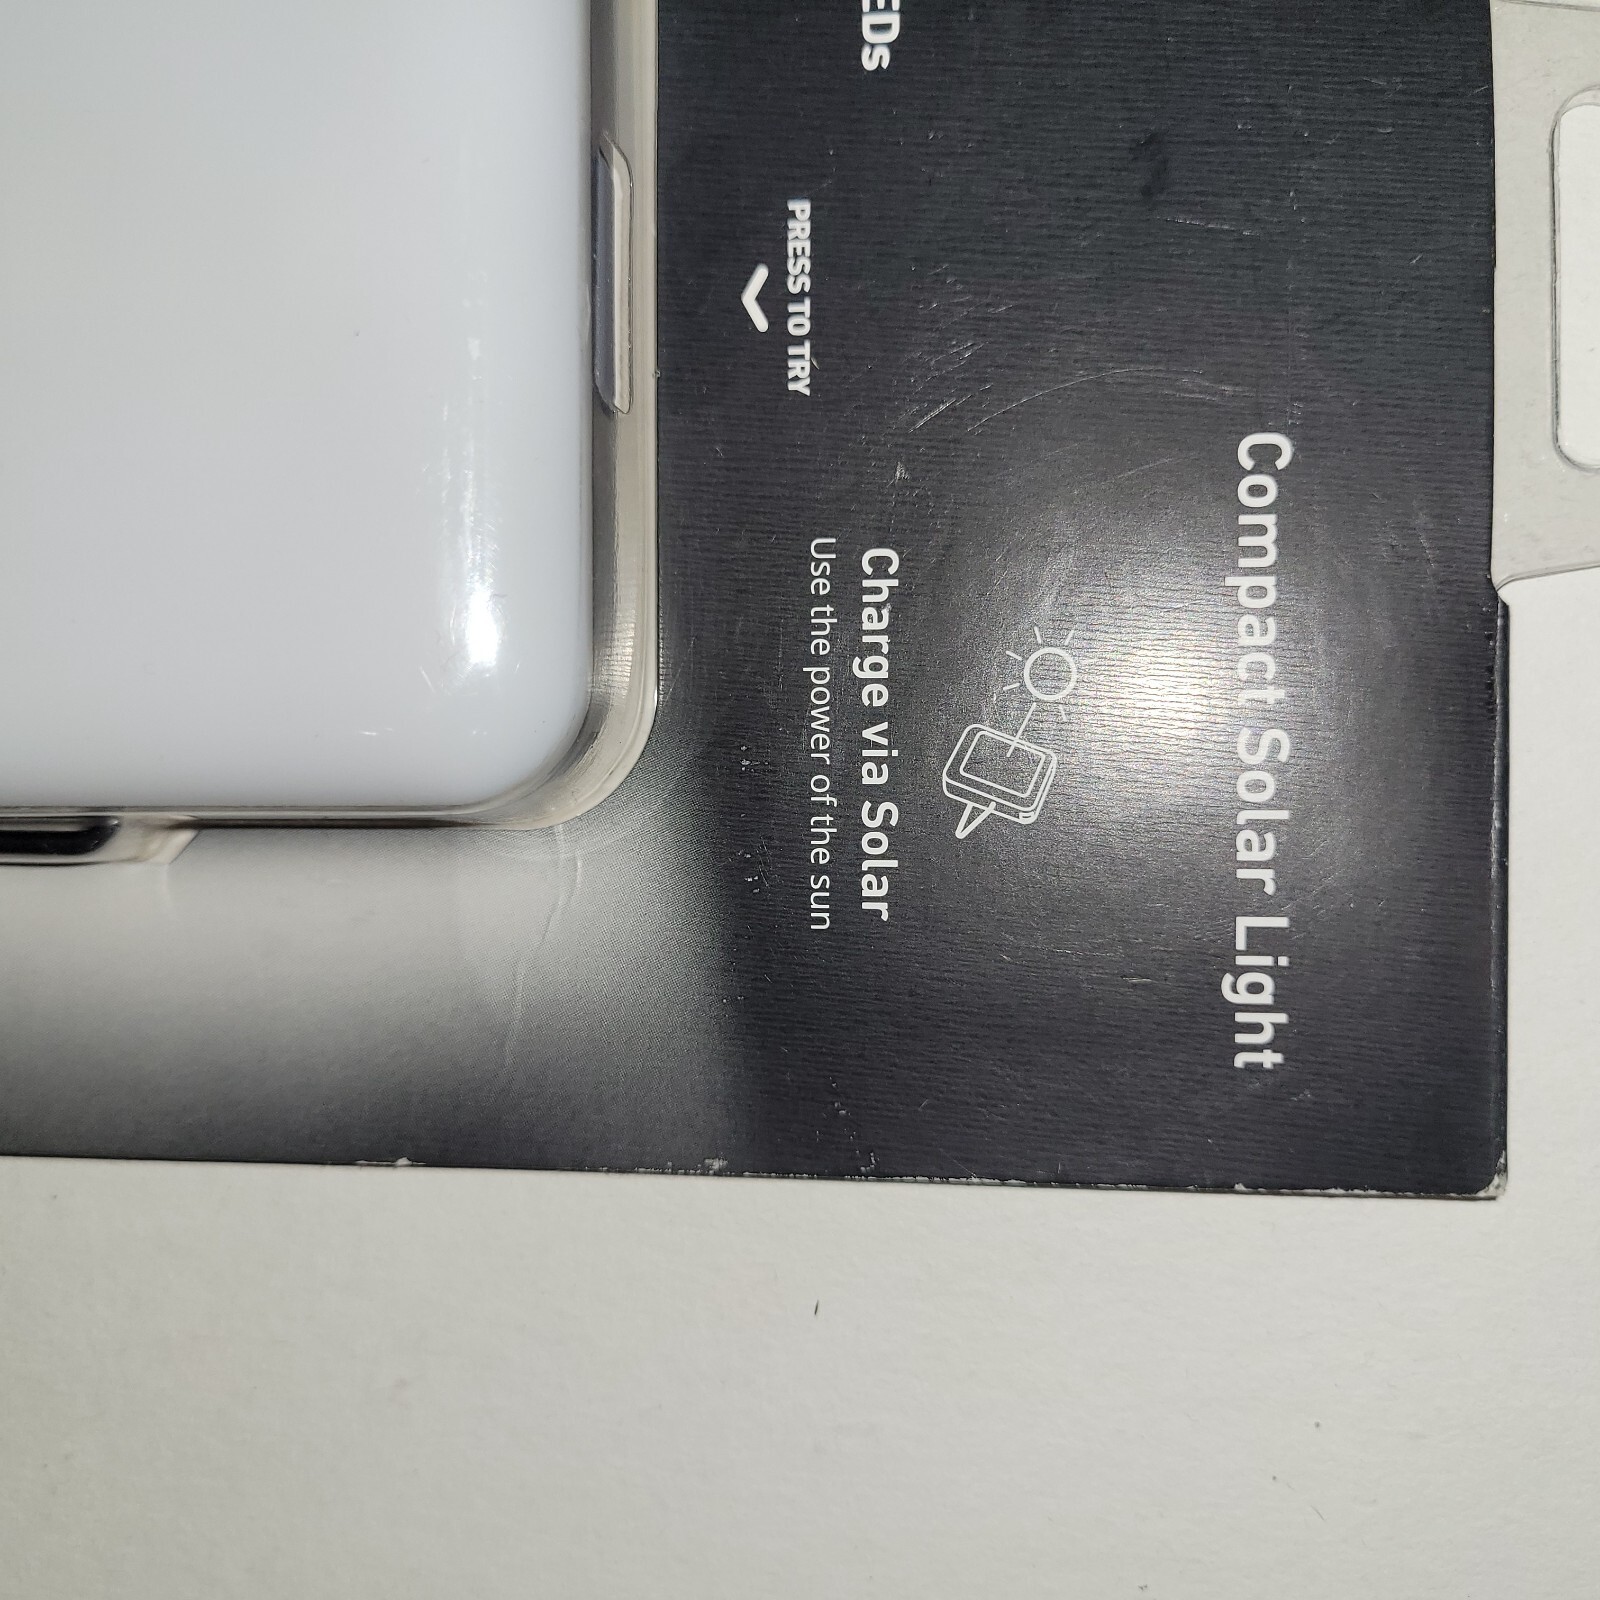 Compact Solar Light
EDs
Charge via Solar
Use the power of the sun
PRESS TO TRY